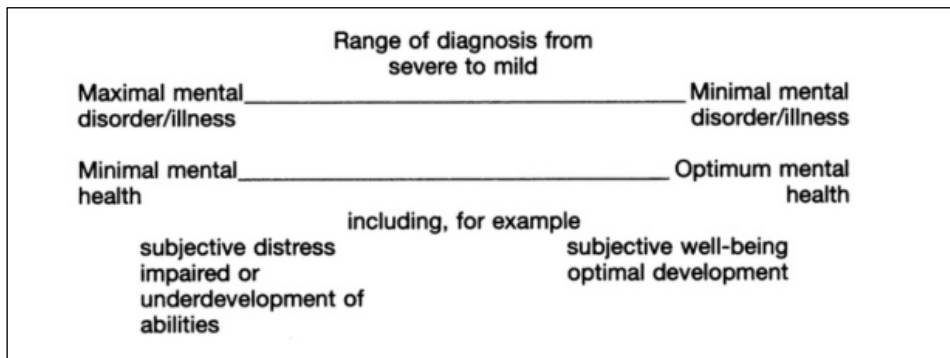 Range of diagnosis from
severe to mild
Maximal mental Minimal mental
disorder/illness disorder/illness
Minimal mental Optimum mental
health health
including, for example
subjective distress subjective well-being
impaired or optimal development
underdevelopment of
abilities